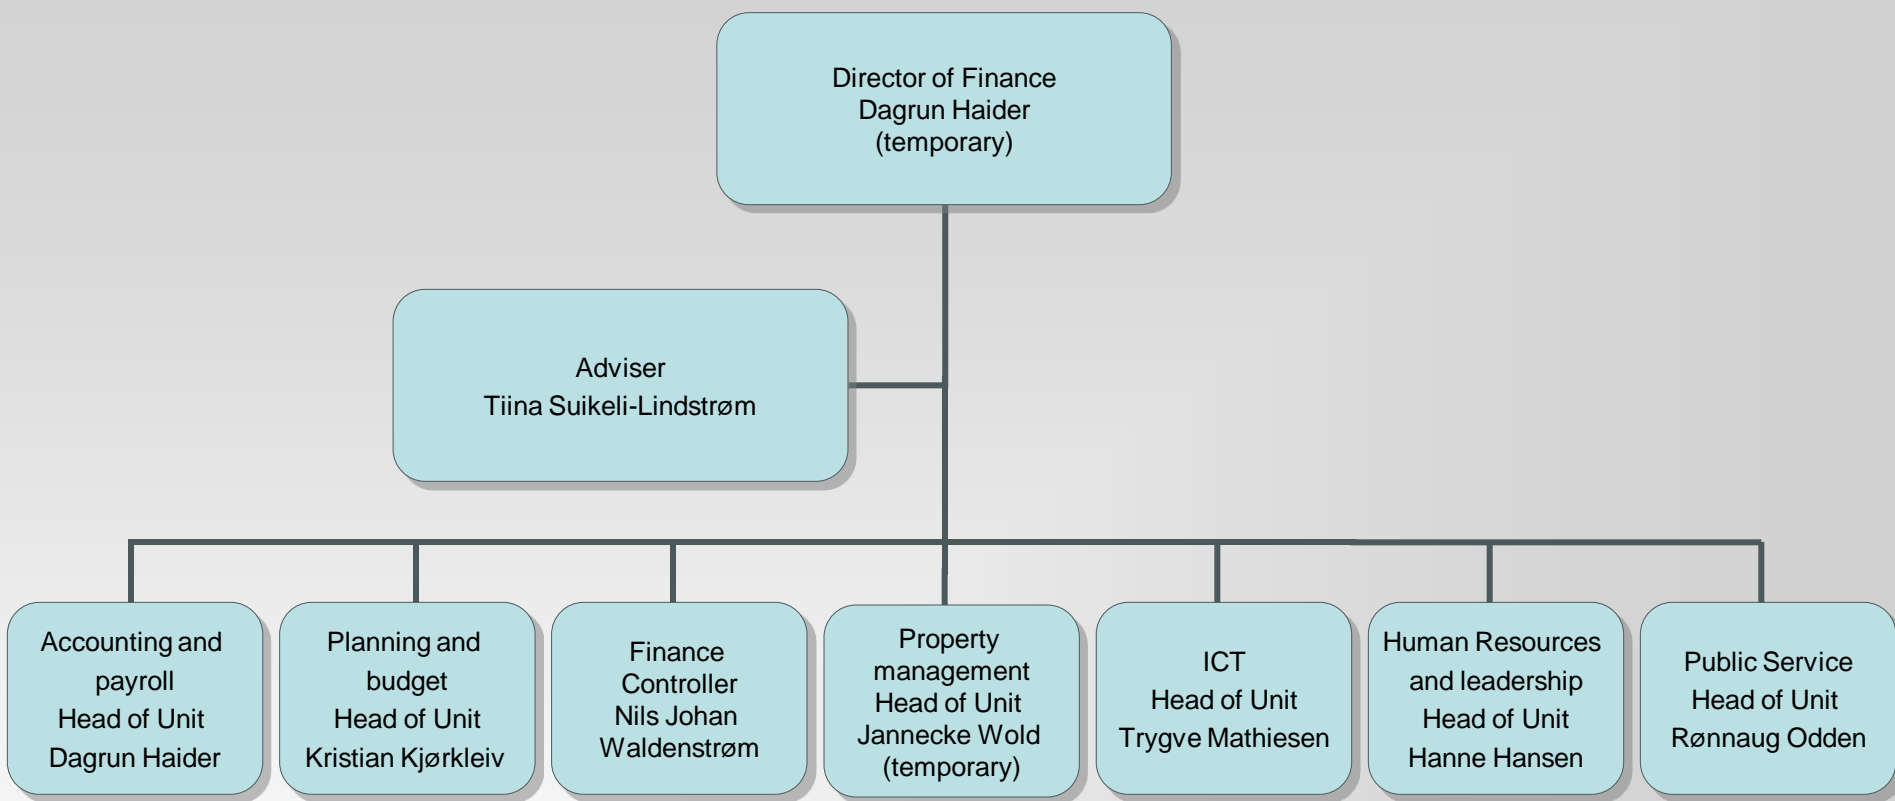 Director of Finance
Dagrun Haider
(temporary)
Adviser
Tiina Suikeli-Lindstrøm
Accounting and
payroll
Head of Unit
Dagrun Haider
Planning and
budget
Head of Unit
Kristian Kjørkleiv
Finance
Controller
Nils Johan
Waldenstrøm
Property
management
Head of Unit
Jannecke Wold
(temporary)
ICT
Head of Unit
Trygve Mathiesen
Human Resources
and leadership
Head of Unit
Hanne Hansen
Public Service
Head of Unit
Rønnaug Odden